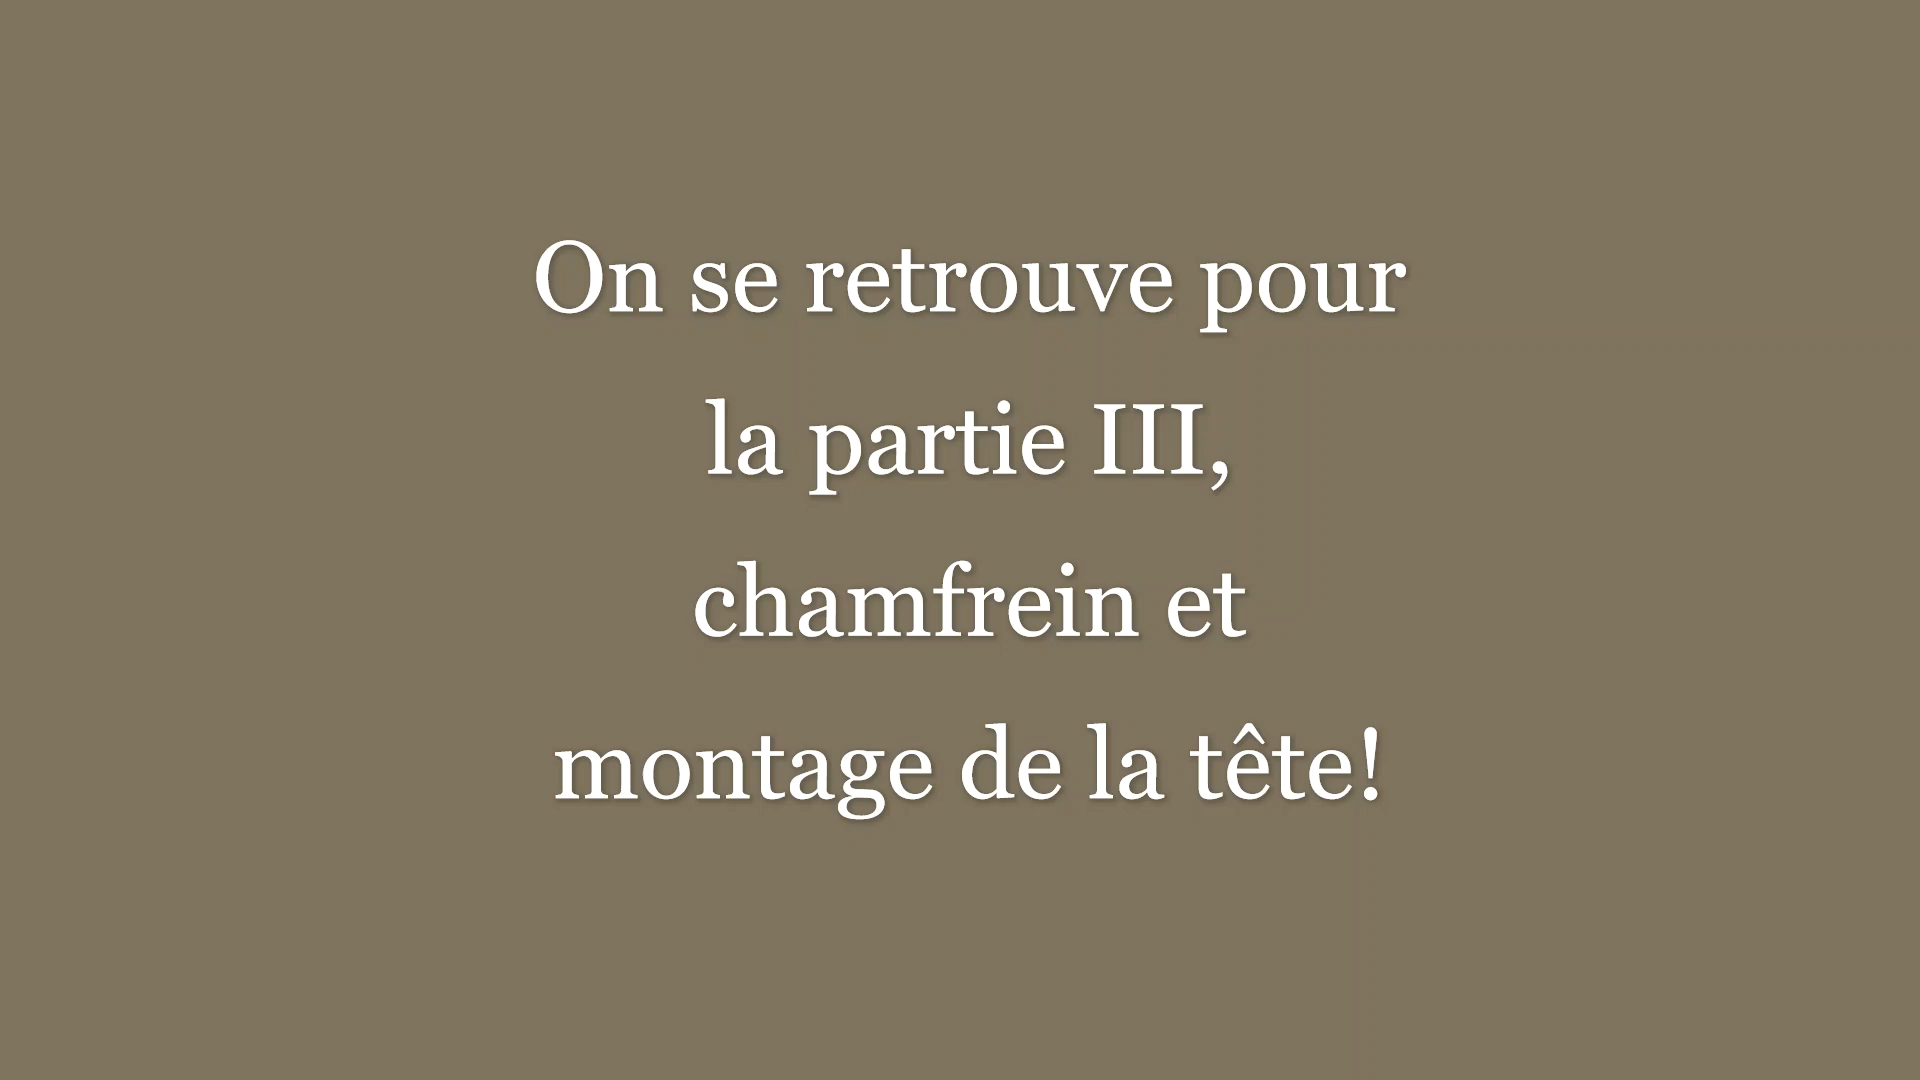 On se retrouve pour
la partie III,
chamfrein et
montage de la tête!